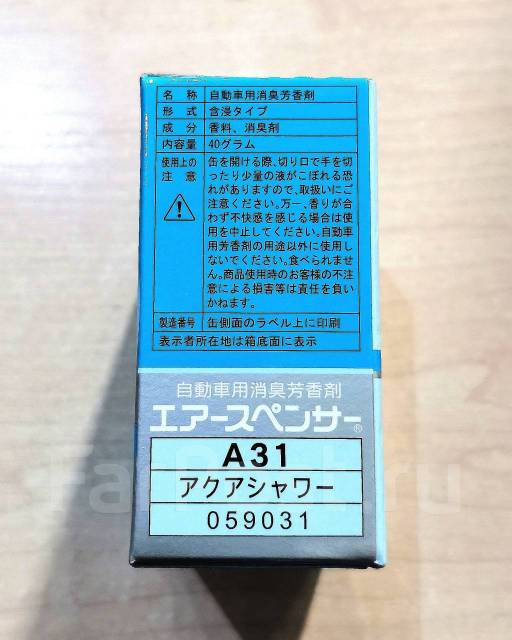 名称 自動車用消臭芳香剤
形式 含浸タイプ
成分 香料、消臭剤
内容量 40グラム
使用上の注意
缶を開ける際、切り口で手を切
ったり少量の液がこぼれる恐
れがありますので、取扱いにご
注意ください。万一、香りが合
わず不快感を感じる場合は使
用を中止してください。自動車
用芳香剤の用途以外に使用し
ないでください。食べられませ
ん。商品使用時のお客様の不注
意による損害等は責任を負い
かねます。
製造番号 缶側面のラベル上に印刷
表示者所在地は箱底面に表示
自動車用消臭芳香剤
エアースペンサー®
A31
アクアシャワー
059031